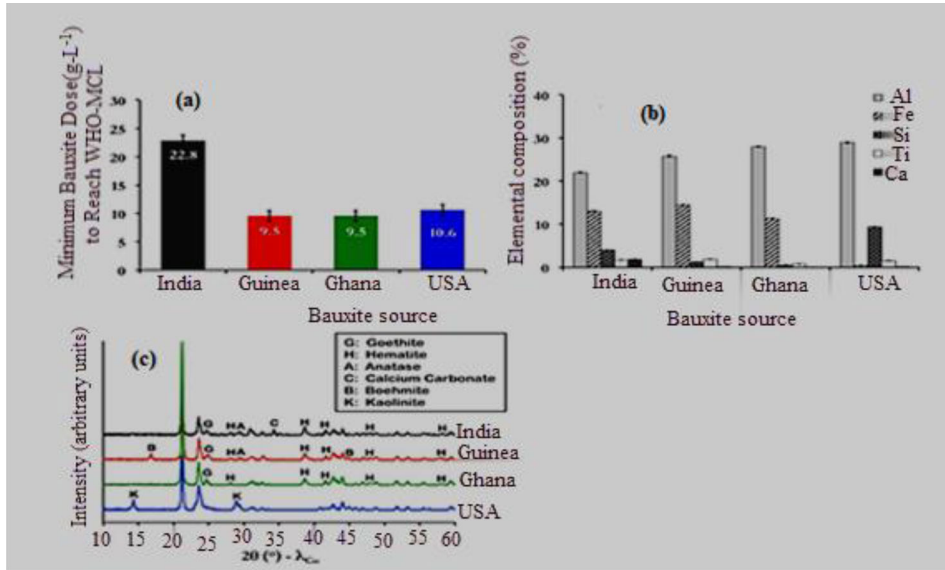 Minimum Bauxite Dose(g-L-1)
to Reach WHO-MCL
(a)
30
25
20
15
10
5
0
22.8
9.5
9.5
10.6
India Guinea Ghana USA
Bauxite source
Elemental composition (%)
(b)
40
30
20
10
0
Al
Fe
Si
Ti
Ca
India Guinea Ghana USA
Bauxite source
Intensity (arbitrary units)
(c)
G: Goethite
H: Hematite
A: Anatase
C: Calcium Carbonate
B: Boehmite
K: Kaolinite
G H A C H H H H
India
B G H A H H B H H
Guinea
G H H H H H
Ghana
K K
USA
10 15 20 25 30 35 40 45 50 55 60
2θ (°) - λCu